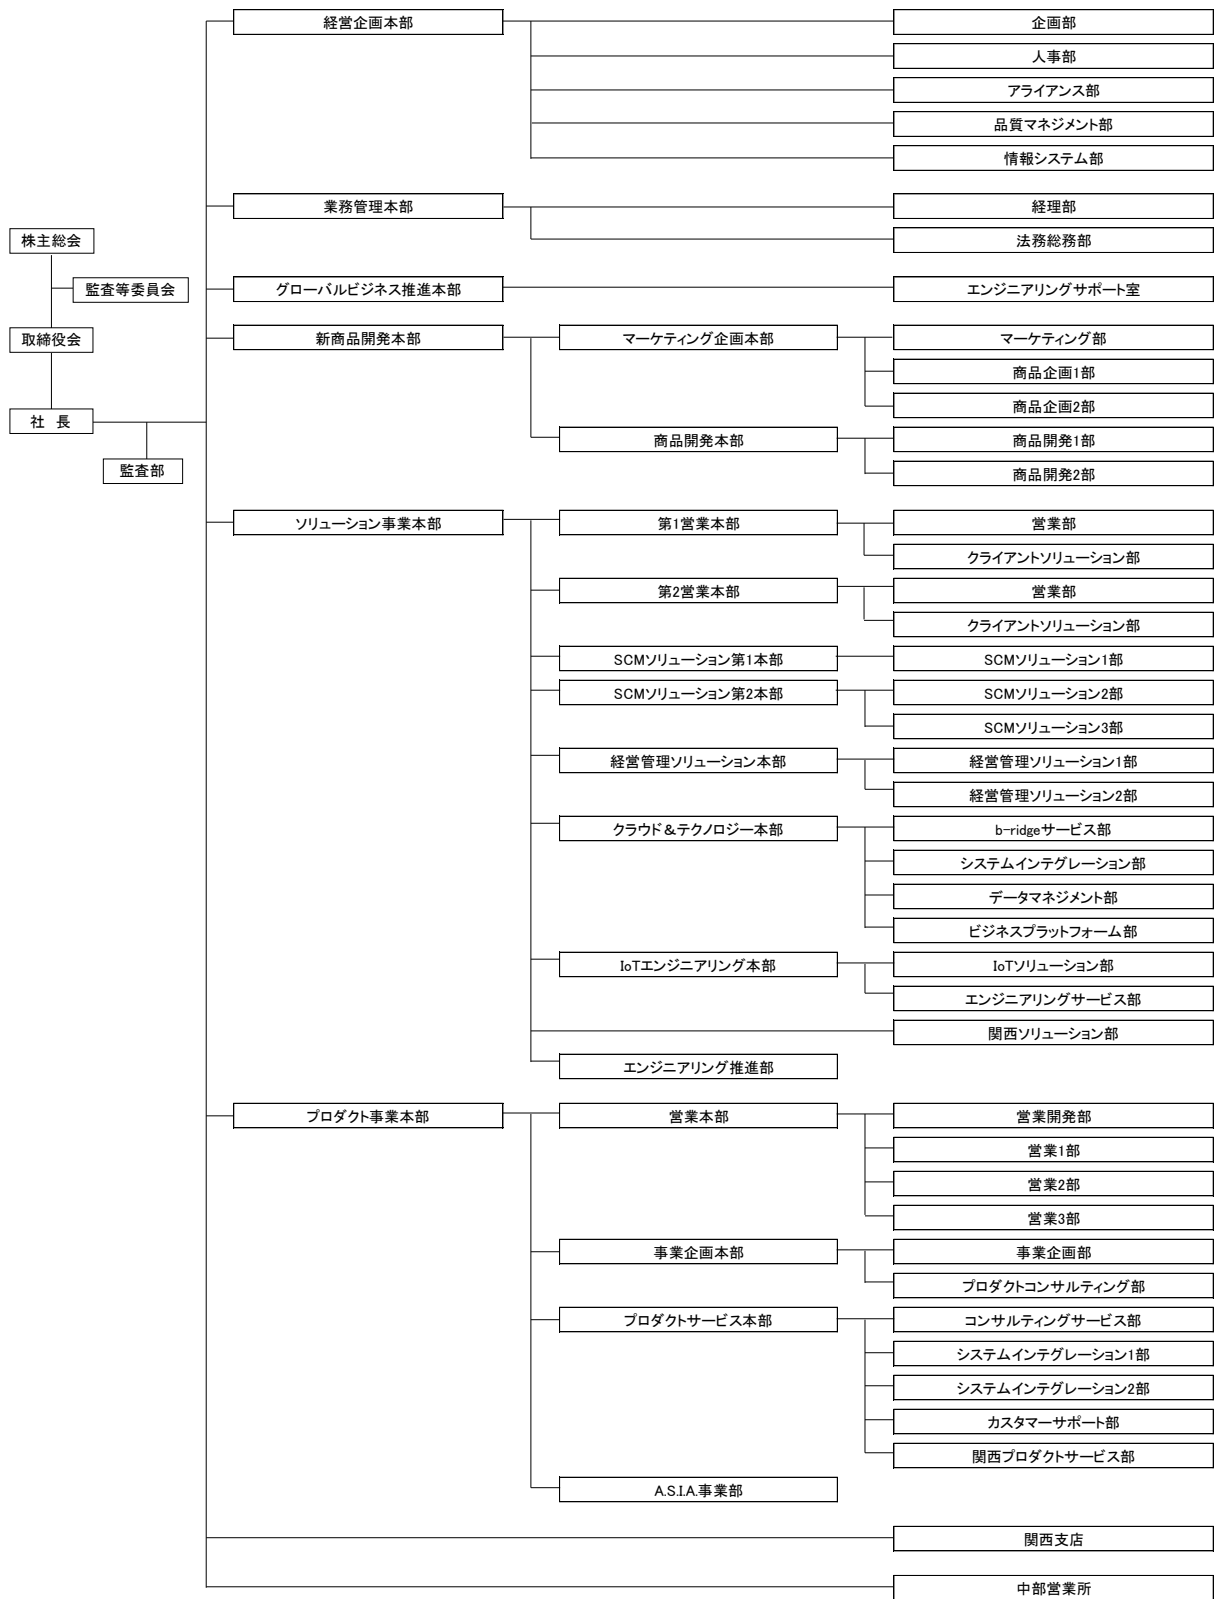 株主総会
監査等委員会
取締役会
社 長
監査部
経営企画本部
企画部
人事部
アライアンス部
品質マネジメント部
情報システム部
業務管理本部
経理部
法務総務部
グローバルビジネス推進本部
エンジニアリングサポート室
新商品開発本部
マーケティング企画本部
マーケティング部
商品企画1部
商品企画2部
商品開発本部
商品開発1部
商品開発2部
ソリューション事業本部
第1営業本部
営業部
クライアントソリューション部
第2営業本部
営業部
クライアントソリューション部
SCMソリューション第1本部
SCMソリューション1部
SCMソリューション第2本部
SCMソリューション2部
SCMソリューション3部
経営管理ソリューション本部
経営管理ソリューション1部
経営管理ソリューション2部
クラウド&テクノロジー本部
b-ridgeサービス部
システムインテグレーション部
データマネジメント部
ビジネスプラットフォーム部
IoTエンジニアリング本部
IoTソリューション部
エンジニアリングサービス部
関西ソリューション部
エンジニアリング推進部
プロダクト事業本部
営業本部
営業開発部
営業1部
営業2部
営業3部
事業企画本部
事業企画部
プロダクトコンサルティング部
プロダクトサービス本部
コンサルティングサービス部
システムインテグレーション1部
システムインテグレーション2部
カスタマーサポート部
関西プロダクトサービス部
A.S.I.A.事業部
関西支店
中部営業所